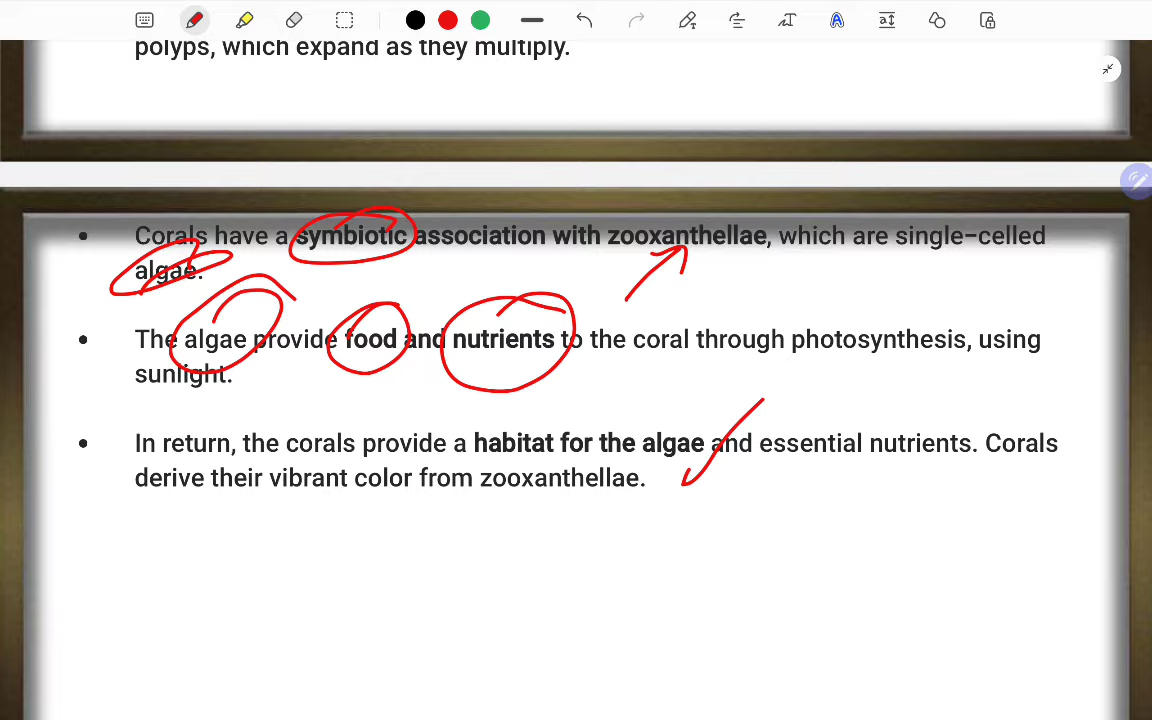 polyps, which expand as they multiply.
• Corals have a symbiotic association with zooxanthellae, which are single-celled
algae.
• The algae provide food and nutrients to the coral through photosynthesis, using
sunlight.
• In return, the corals provide a habitat for the algae and essential nutrients. Corals
derive their vibrant color from zooxanthellae.